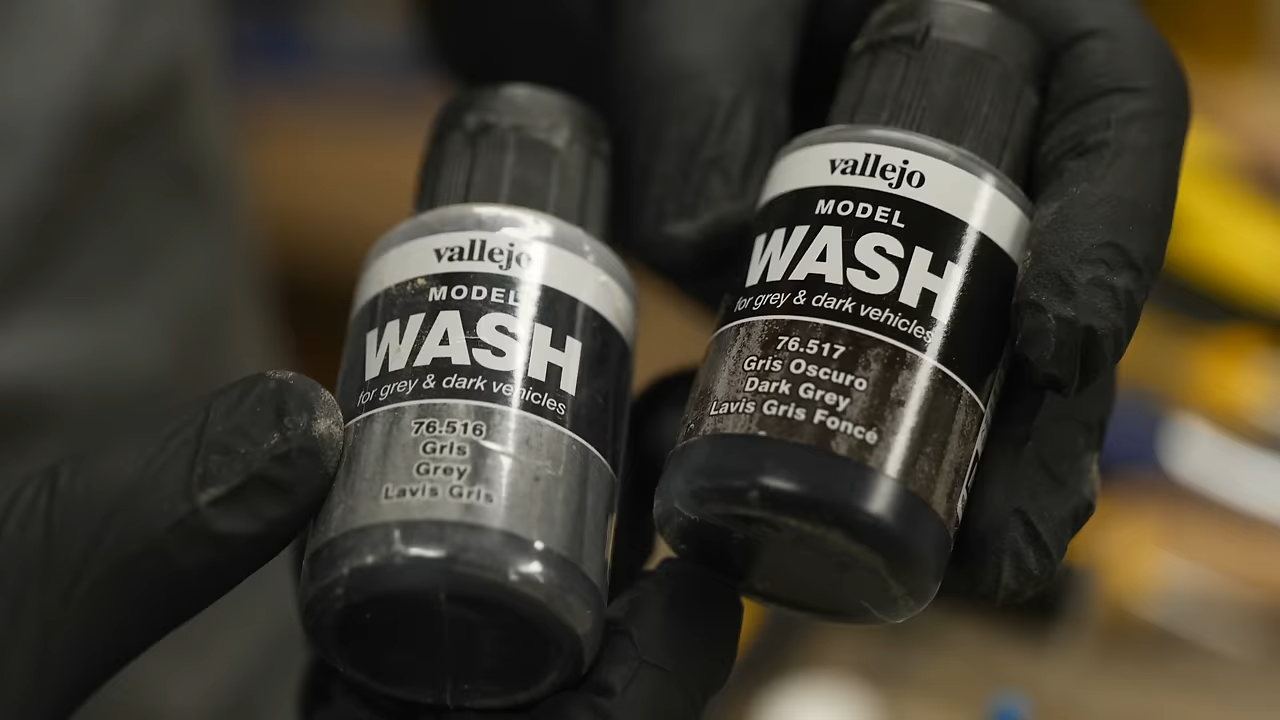 vallejo
MODEL
WASH
for grey & dark vehicles
76.516
Gris
Grey
Lavis Gris
vallejo
MODEL
WASH
for grey & dark vehicles
76.517
Gris Oscuro
Dark Grey
Lavis Gris Foncé